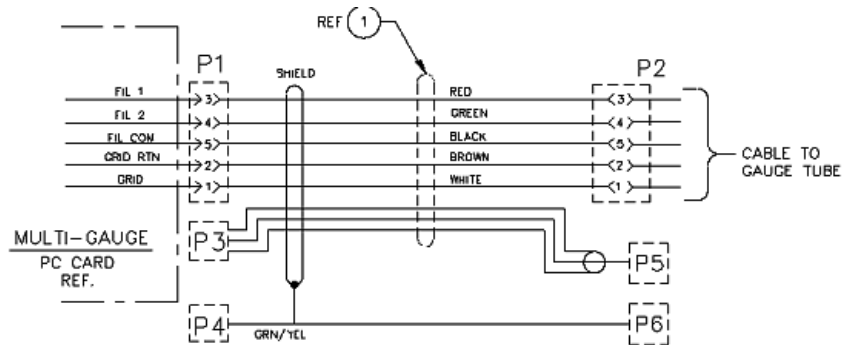 REF 1
P1
SHIELD
P2
FIL 1 3 RED 3
FIL 2 4 GREEN 4
FIL CON 5 BLACK 5
GRID RTN 2 BROWN 2
GRID 1 WHITE 1
CABLE TO
GAUGE TUBE
MULTI-GAUGE
PC CARD
REF.
P3
P5
P4
GRN/YEL
P6